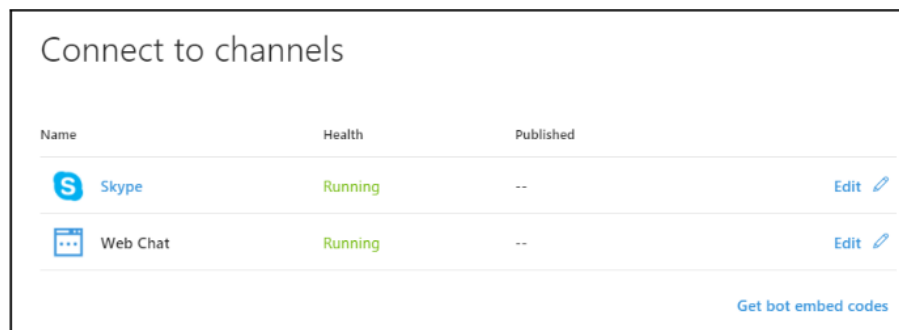 Connect to channels
Name Health Published
Skype Running -- Edit
Web Chat Running -- Edit
Get bot embed codes